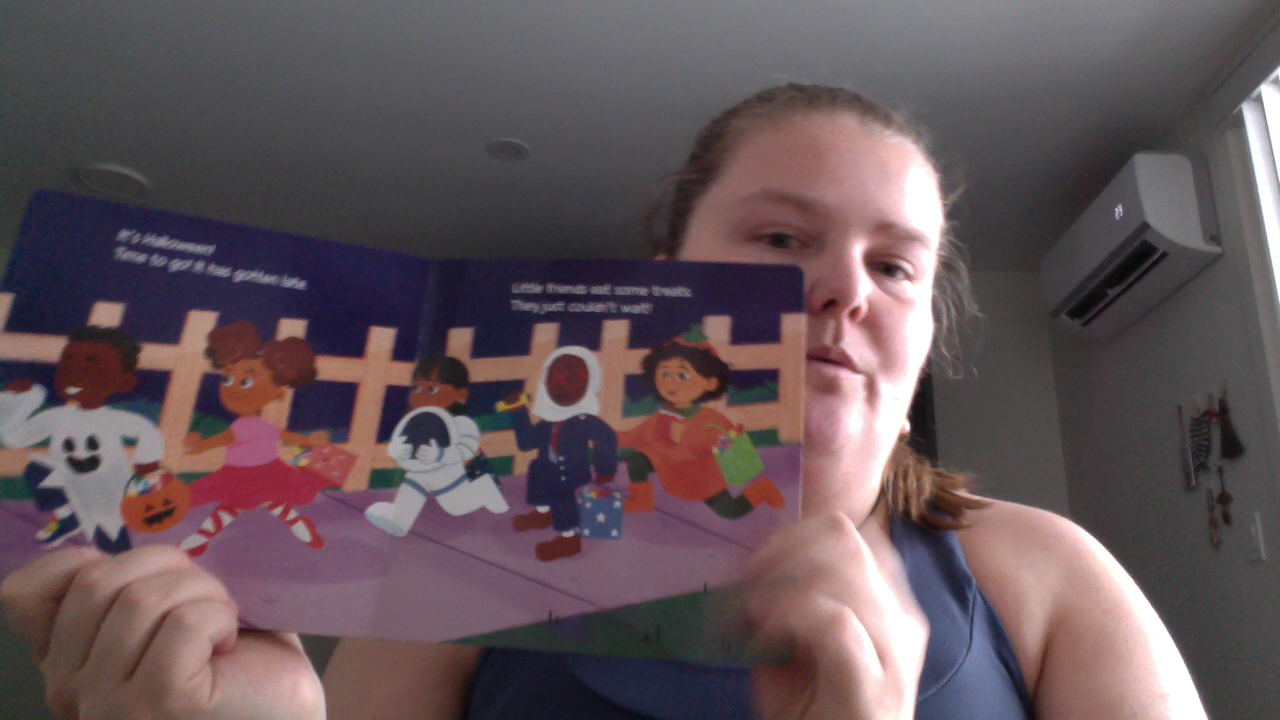 It's Halloween!
Time to go! It has gotten late.
Little friends eat some treats.
They just couldn't wait!